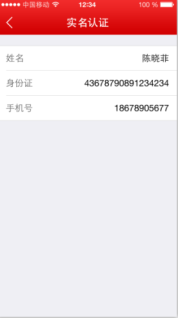 中国移动 12:34 100 %
实名认证
姓名 陈晓菲
身份证 43678790891234234
手机号 18678905677